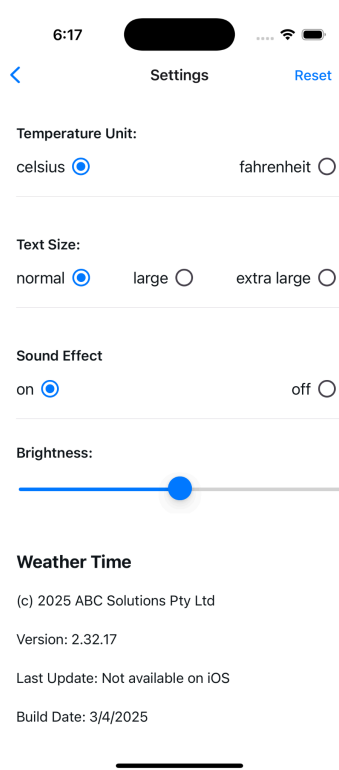 6:17
Settings
Reset
Temperature Unit:
celsius fahrenheit
Text Size:
normal large extra large
Sound Effect
on off
Brightness:
Weather Time
(c) 2025 ABC Solutions Pty Ltd
Version: 2.32.17
Last Update: Not available on iOS
Build Date: 3/4/2025